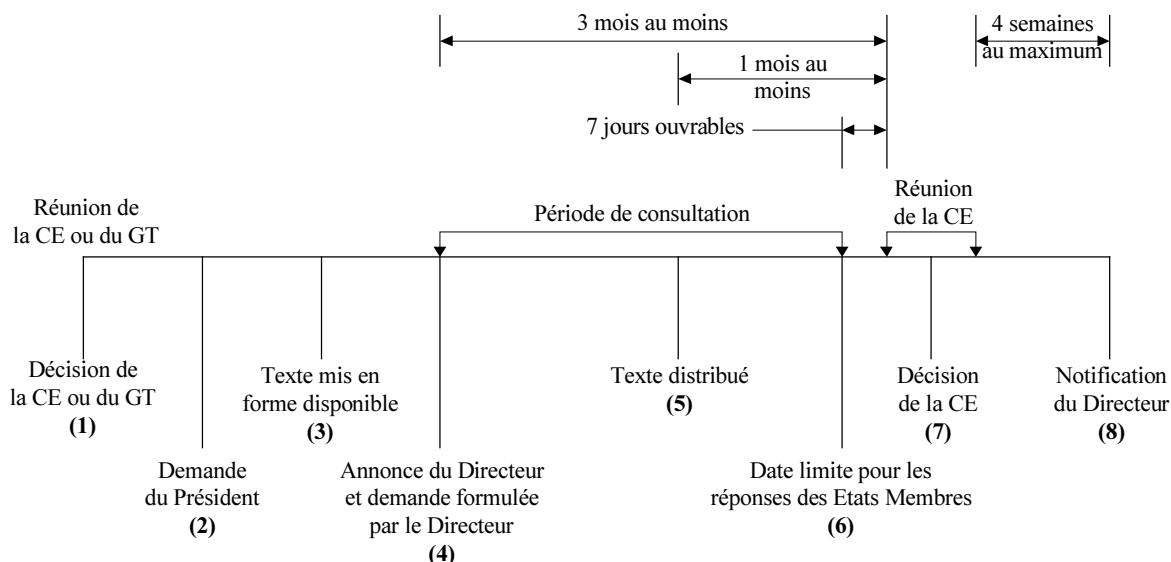 3 mois au moins
4 semaines
au maximum
1 mois au
moins
7 jours ouvrables
Réunion de
la CE ou du GT
Période de consultation
Réunion
de la CE
Décision de
la CE ou du GT
(1)
Texte mis en
forme disponible
(3)
Texte distribué
(5)
Décision
de la CE
(7)
Notification
du Directeur
(8)
Demande
du Président
(2)
Annonce du Directeur
et demande formulée
par le Directeur
(4)
Date limite pour les
réponses des Etats Membres
(6)